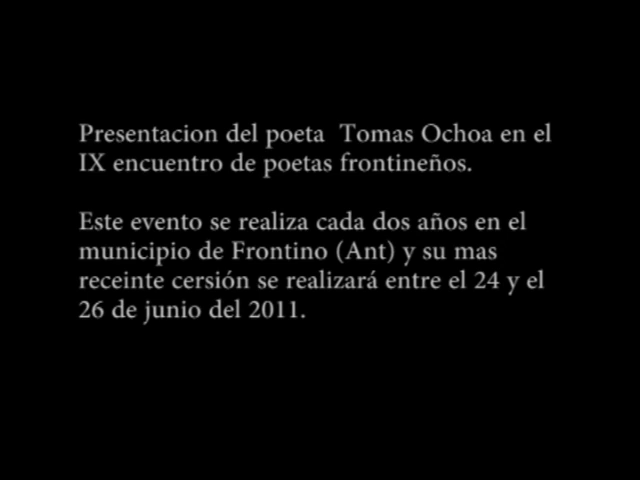 Presentacion del poeta  Tomas Ochoa en el
IX encuentro de poetas frontineños.
Este evento se realiza cada dos años en el
municipio de Frontino (Ant) y su mas
receinte cersión se realizará entre el 24 y el
26 de junio del 2011.